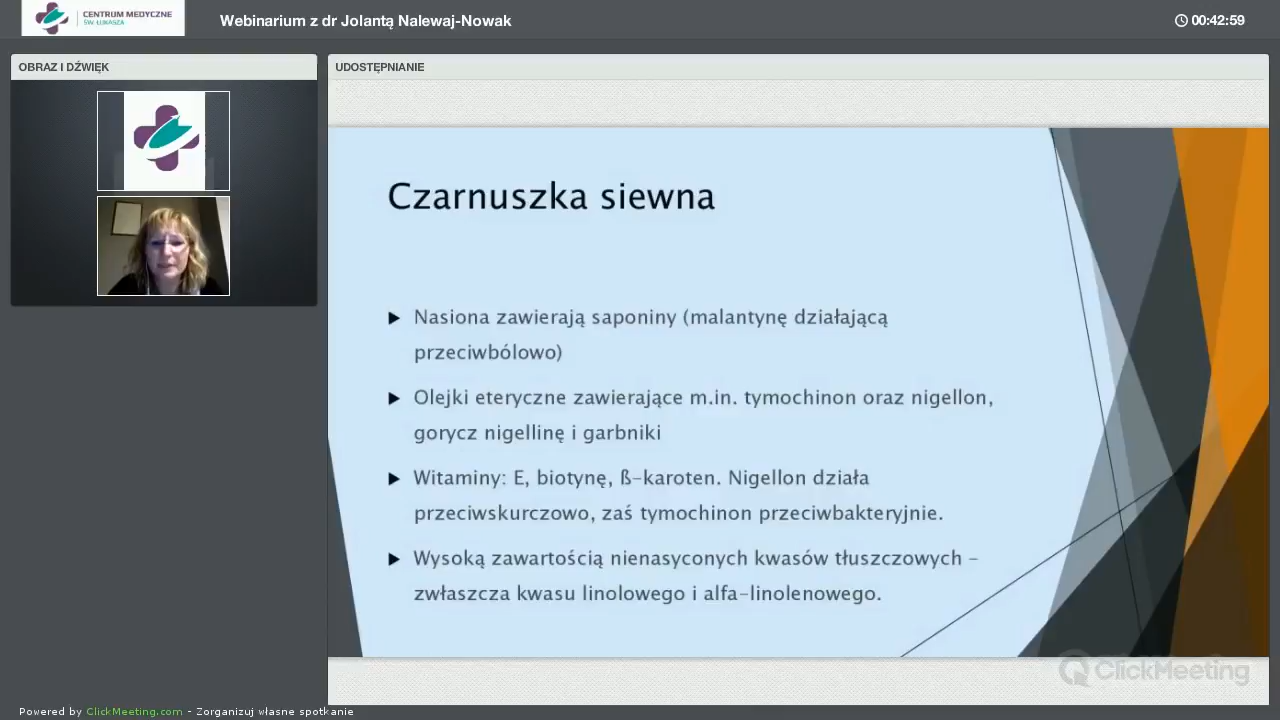 CENTRUM MEDYCZNE
ŚW. ŁUKASZA
Webinarium z dr Jolantą Nalewaj-Nowak
00:42:59
OBRAZ I DŹWIĘK
UDOSTĘPNIANIE
Czarnuszka siewna
Nasiona zawierają saponiny (malantynę działającą
przeciwbólowo)
Olejki eteryczne zawierające m.in. tymochinon oraz nigellon,
gorycz nigellinę i garbniki
Witaminy: E, biotynę, ß-karoten. Nigellon działa
przeciwskurczowo, zaś tymochinon przeciwbakteryjnie.
Wysoką zawartością nienasyconych kwasów tłuszczowych –
zwłaszcza kwasu linolowego i alfa-linolenowego.
ClickMeeting
Powered by ClickMeeting.com - Zorganizuj własne spotkanie